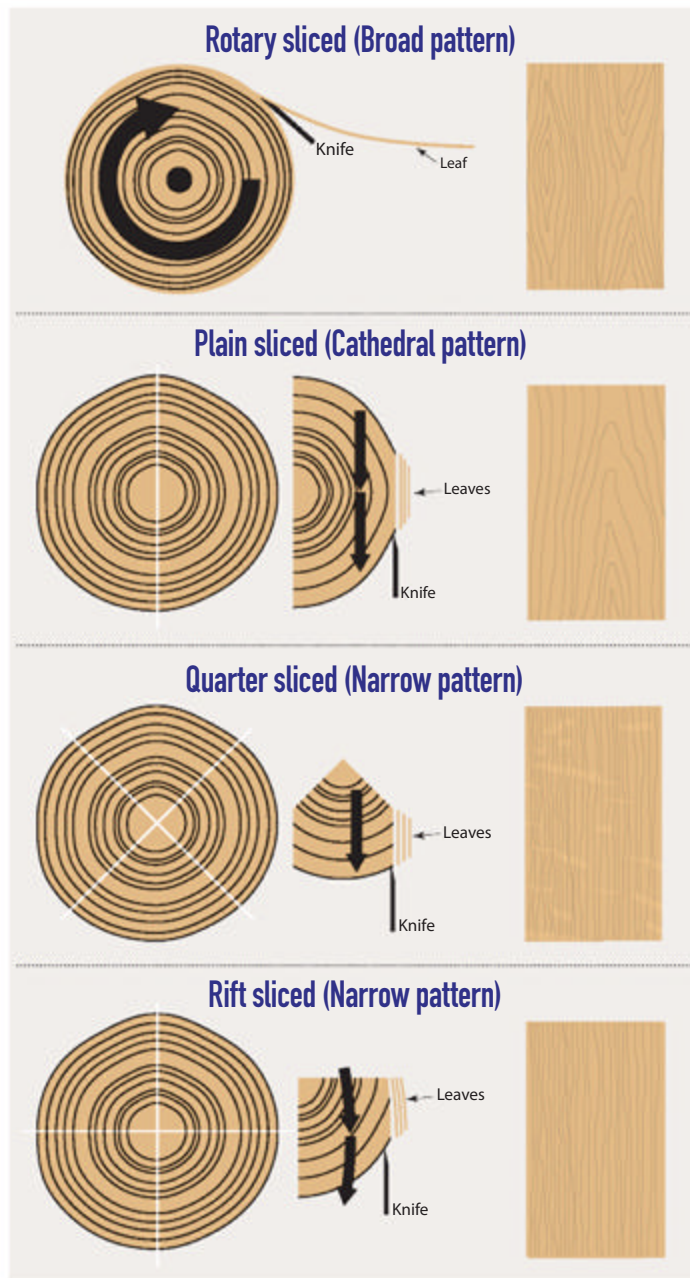 Rotary sliced (Broad pattern)
Knife
Leaf
Plain sliced (Cathedral pattern)
Leaves
Knife
Quarter sliced (Narrow pattern)
Leaves
Knife
Rift sliced (Narrow pattern)
Leaves
Knife